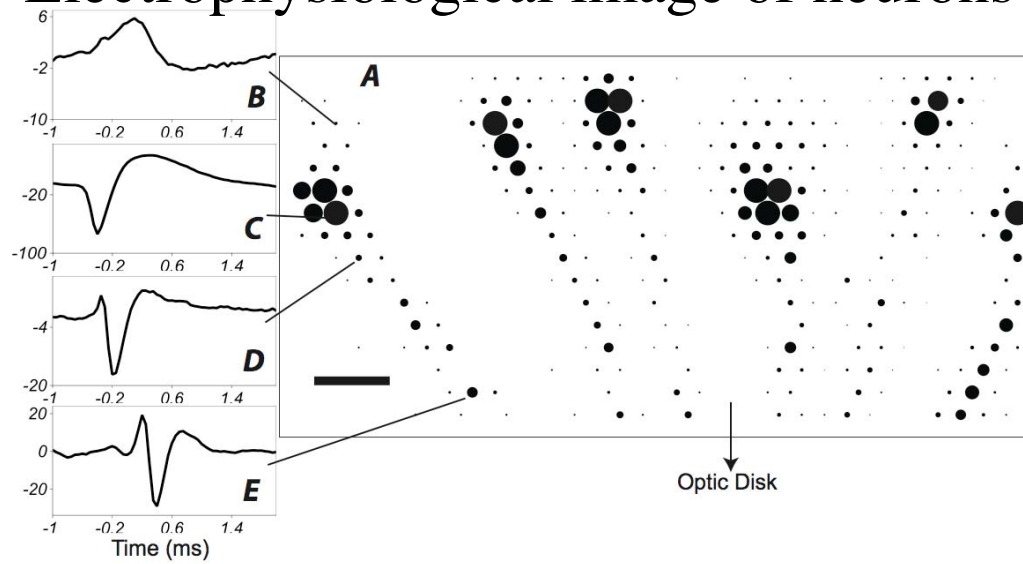 Electrophysiological image of neurons
A
6
-2
-10
B
-1 -0.2 0.6 1.4
-20
-100
C
-1 -0.2 0.6 1.4
-4
-20
D
-1 -0.2 0.6 1.4
20
0
-20
E
-1 -0.2 0.6 1.4
Time (ms)
Optic Disk